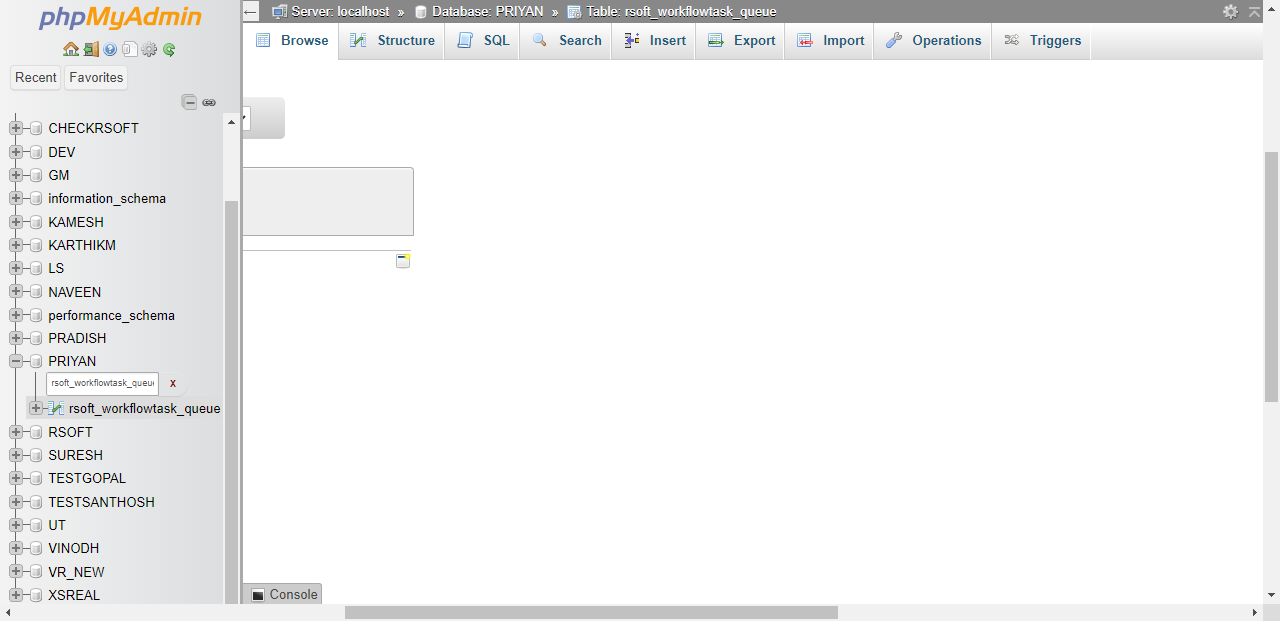 phpMyAdmin
Recent Favorites
CHECKRSOFT
DEV
GM
information_schema
KAMESH
KARTHIKM
LS
NAVEEN
performance_schema
PRADISH
PRIYAN
rsoft_workflowtask_queu
x
rsoft_workflowtask_queue
RSOFT
SURESH
TESTGOPAL
TESTSANTHOSH
UT
VINODH
VR_NEW
XSREAL
Server: localhost » Database: PRIYAN » Table: rsoft_workflowtask_queue
Browse Structure SQL Search Insert Export Import Operations Triggers
Console